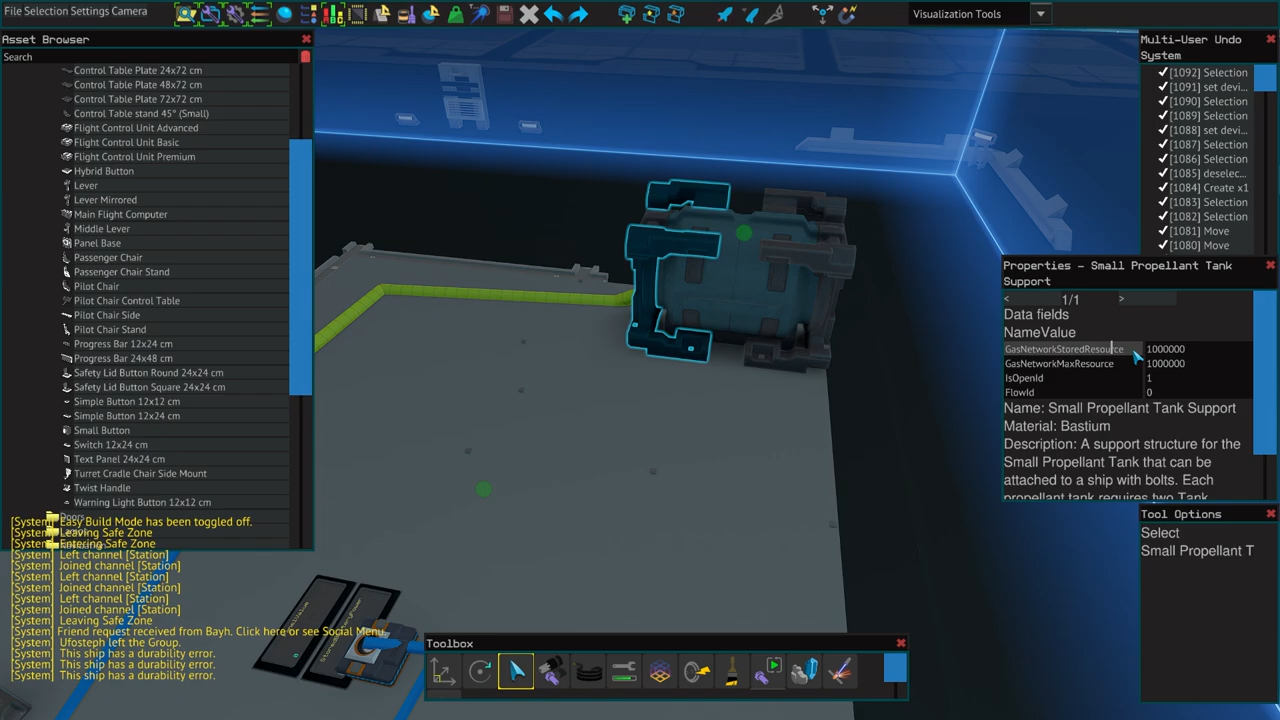 File Selection Settings Camera
Visualization Tools
Asset Browser
Search
Control Table Plate 24x72 cm
Control Table Plate 48x72 cm
Control Table Plate 72x72 cm
Control Table stand 45° (Small)
Flight Control Unit Advanced
Flight Control Unit Basic
Flight Control Unit Premium
Hybrid Button
Lever
Lever Mirrored
Main Flight Computer
Middle Lever
Panel Base
Passenger Chair
Passenger Chair Stand
Pilot Chair
Pilot Chair Control Table
Pilot Chair Side
Pilot Chair Stand
Progress Bar 12x24 cm
Progress Bar 24x48 cm
Safety Lid Button Round 24x24 cm
Safety Lid Button Square 24x24 cm
Simple Button 12x12 cm
Simple Button 12x24 cm
Small Button
Switch 12x24 cm
Text Panel 24x24 cm
Turret Cradle Chair Side Mount
Twist Handle
Warning Light Button 12x12 cm
Doors
[System] Easy Build Mode has been toggled off.
[System] Leaving Safe Zone
[System] Entering Safe Zone
[System] Left channel [Station]
[System] Joined channel [Station]
[System] Left channel [Station]
[System] Joined channel [Station]
[System] Left channel [Station]
[System] Joined channel [Station]
[System] Leaving Safe Zone
[System] Friend request received from Bayh. Click here or see Social Menu.
[System] Ufosteph left the Group.
[System] This ship has a durability error.
[System] This ship has a durability error.
[System] This ship has a durability error.
Multi-User Undo
System
[1092] Selection
[1091] set devi...
[1090] Selection
[1089] Selection
[1088] set devi...
[1087] Selection
[1086] Selection
[1085] deselec...
[1084] Create x1
[1083] Selection
[1082] Selection
[1081] Move
[1080] Move
Properties - Small Propellant Tank
Support
< 1/1 >
Data fields
NameValue
GasNetworkStoredResource 1000000
GasNetworkMaxResource 1000000
IsOpenId 1
FlowId 0
Name: Small Propellant Tank Support
Material: Bastium
Description: A support structure for the
Small Propellant Tank that can be
attached to a ship with bolts. Each
propellant tank requires two Tank
Tool Options
Select
Small Propellant T
Toolbox